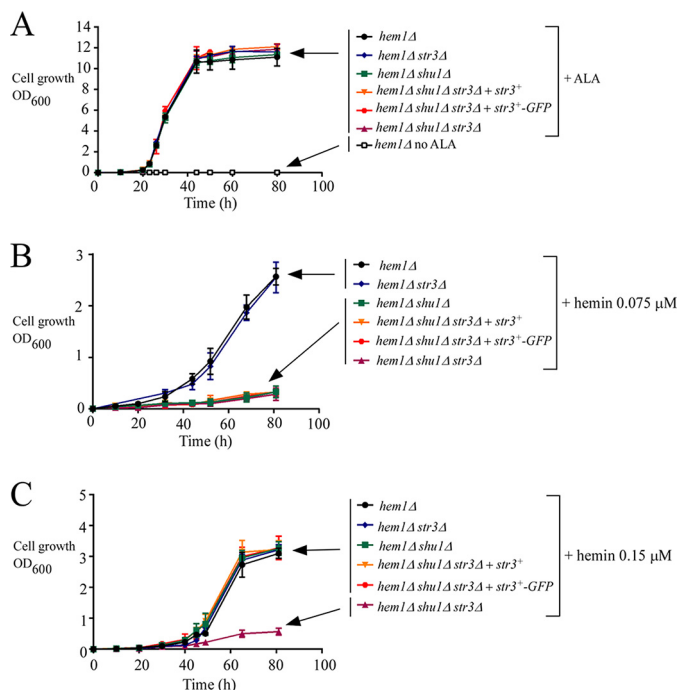 A
14
12
10
8
6
4
2
0
Cell growth
OD600
0 20 40 60 80 100
Time (h)
hem1Δ
hem1Δ str3Δ
hem1Δ shu1Δ
hem1Δ shu1Δ str3Δ + str3+
hem1Δ shu1Δ str3Δ + str3+-GFP
hem1Δ shu1Δ str3Δ
hem1Δ no ALA
+ ALA
B
3
2
1
0
Cell growth
OD600
0 20 40 60 80 100
Time (h)
hem1Δ
hem1Δ str3Δ
hem1Δ shu1Δ
hem1Δ shu1Δ str3Δ + str3+
hem1Δ shu1Δ str3Δ + str3+-GFP
hem1Δ shu1Δ str3Δ
+ hemin 0.075 µM
C
5
4
3
2
1
0
Cell growth
OD600
0 20 40 60 80 100
Time (h)
hem1Δ
hem1Δ str3Δ
hem1Δ shu1Δ
hem1Δ shu1Δ str3Δ + str3+
hem1Δ shu1Δ str3Δ + str3+-GFP
hem1Δ shu1Δ str3Δ
+ hemin 0.15 µM